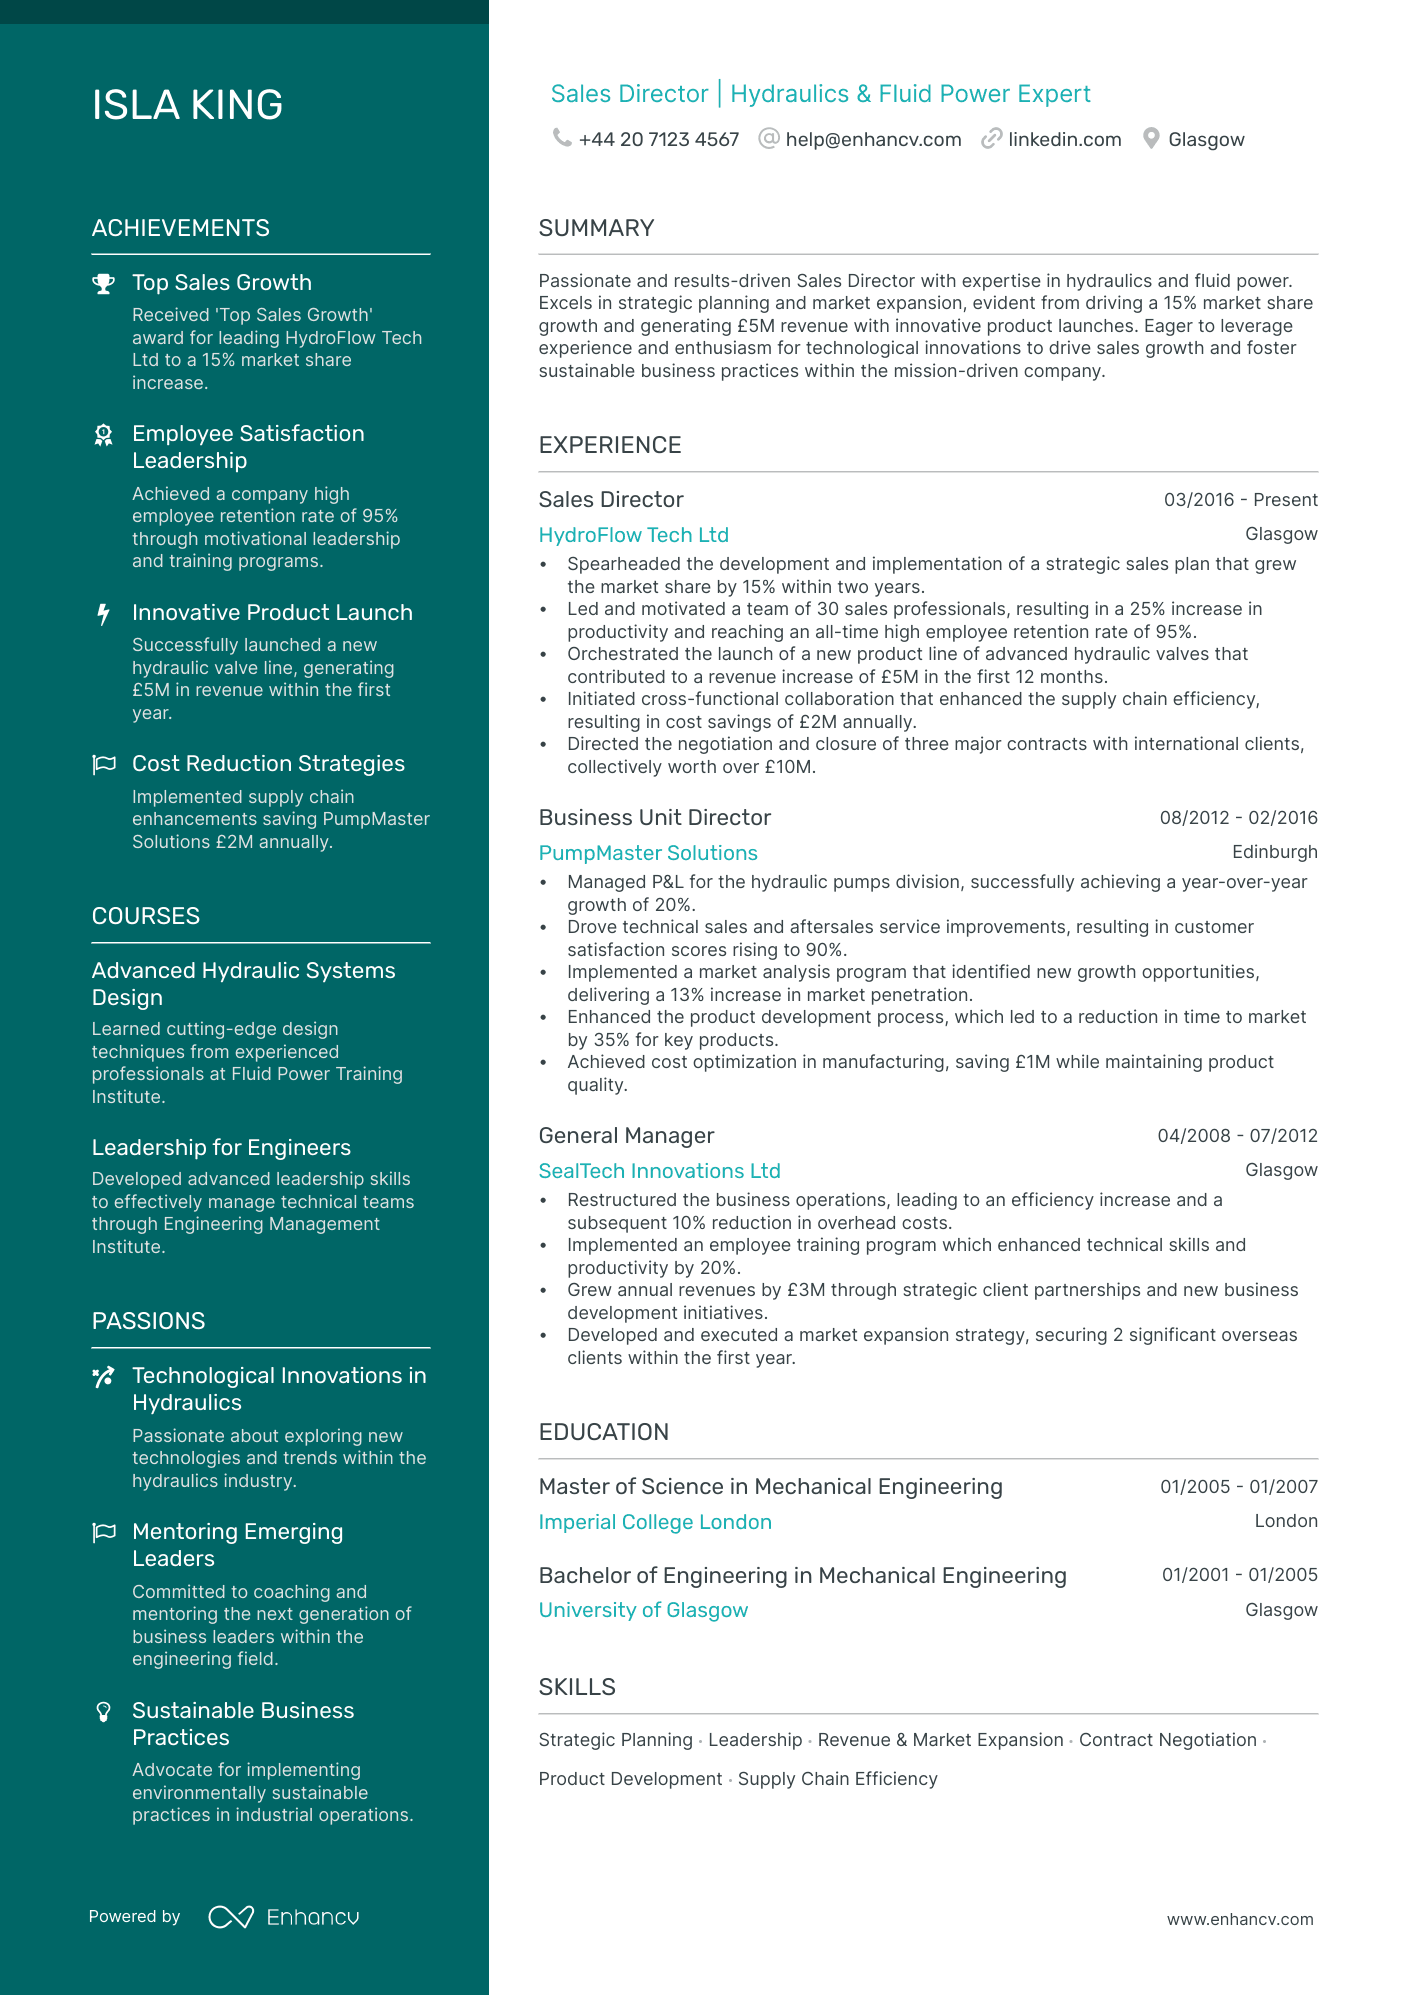 ISLA KING
Sales Director | Hydraulics & Fluid Power Expert
+44 20 7123 4567 help@enhancv.com linkedin.com Glasgow
ACHIEVEMENTS
Top Sales Growth
Received 'Top Sales Growth'
award for leading HydroFlow Tech
Ltd to a 15% market share
increase.
Employee Satisfaction
Leadership
Achieved a company high
employee retention rate of 95%
through motivational leadership
and training programs.
Innovative Product Launch
Successfully launched a new
hydraulic valve line, generating
£5M in revenue within the first
year.
Cost Reduction Strategies
Implemented supply chain
enhancements saving PumpMaster
Solutions £2M annually.
COURSES
Advanced Hydraulic Systems
Design
Learned cutting-edge design
techniques from experienced
professionals at Fluid Power Training
Institute.
Leadership for Engineers
Developed advanced leadership skills
to effectively manage technical teams
through Engineering Management
Institute.
PASSIONS
Technological Innovations in
Hydraulics
Passionate about exploring new
technologies and trends within the
hydraulics industry.
Mentoring Emerging
Leaders
Committed to coaching and
mentoring the next generation of
business leaders within the
engineering field.
Sustainable Business
Practices
Advocate for implementing
environmentally sustainable
practices in industrial operations.
SUMMARY
Passionate and results-driven Sales Director with expertise in hydraulics and fluid power.
Excels in strategic planning and market expansion, evident from driving a 15% market share
growth and generating £5M revenue with innovative product launches. Eager to leverage
experience and enthusiasm for technological innovations to drive sales growth and foster
sustainable business practices within the mission-driven company.
EXPERIENCE
Sales Director 03/2016 - Present
HydroFlow Tech Ltd Glasgow
• Spearheaded the development and implementation of a strategic sales plan that grew
the market share by 15% within two years.
• Led and motivated a team of 30 sales professionals, resulting in a 25% increase in
productivity and reaching an all-time high employee retention rate of 95%.
• Orchestrated the launch of a new product line of advanced hydraulic valves that
contributed to a revenue increase of £5M in the first 12 months.
• Initiated cross-functional collaboration that enhanced the supply chain efficiency,
resulting in cost savings of £2M annually.
• Directed the negotiation and closure of three major contracts with international clients,
collectively worth over £10M.
Business Unit Director 08/2012 - 02/2016
PumpMaster Solutions Edinburgh
• Managed P&L for the hydraulic pumps division, successfully achieving a year-over-year
growth of 20%.
• Drove technical sales and aftersales service improvements, resulting in customer
satisfaction scores rising to 90%.
• Implemented a market analysis program that identified new growth opportunities,
delivering a 13% increase in market penetration.
• Enhanced the product development process, which led to a reduction in time to market
by 35% for key products.
• Achieved cost optimization in manufacturing, saving £1M while maintaining product
quality.
General Manager 04/2008 - 07/2012
SealTech Innovations Ltd Glasgow
• Restructured the business operations, leading to an efficiency increase and a
subsequent 10% reduction in overhead costs.
• Implemented an employee training program which enhanced technical skills and
productivity by 20%.
• Grew annual revenues by £3M through strategic client partnerships and new business
development initiatives.
• Developed and executed a market expansion strategy, securing 2 significant overseas
clients within the first year.
EDUCATION
Master of Science in Mechanical Engineering 01/2005 - 01/2007
Imperial College London London
Bachelor of Engineering in Mechanical Engineering 01/2001 - 01/2005
University of Glasgow Glasgow
SKILLS
Strategic Planning · Leadership · Revenue & Market Expansion · Contract Negotiation ·
Product Development · Supply Chain Efficiency
Powered by Enhancv
www.enhancv.com